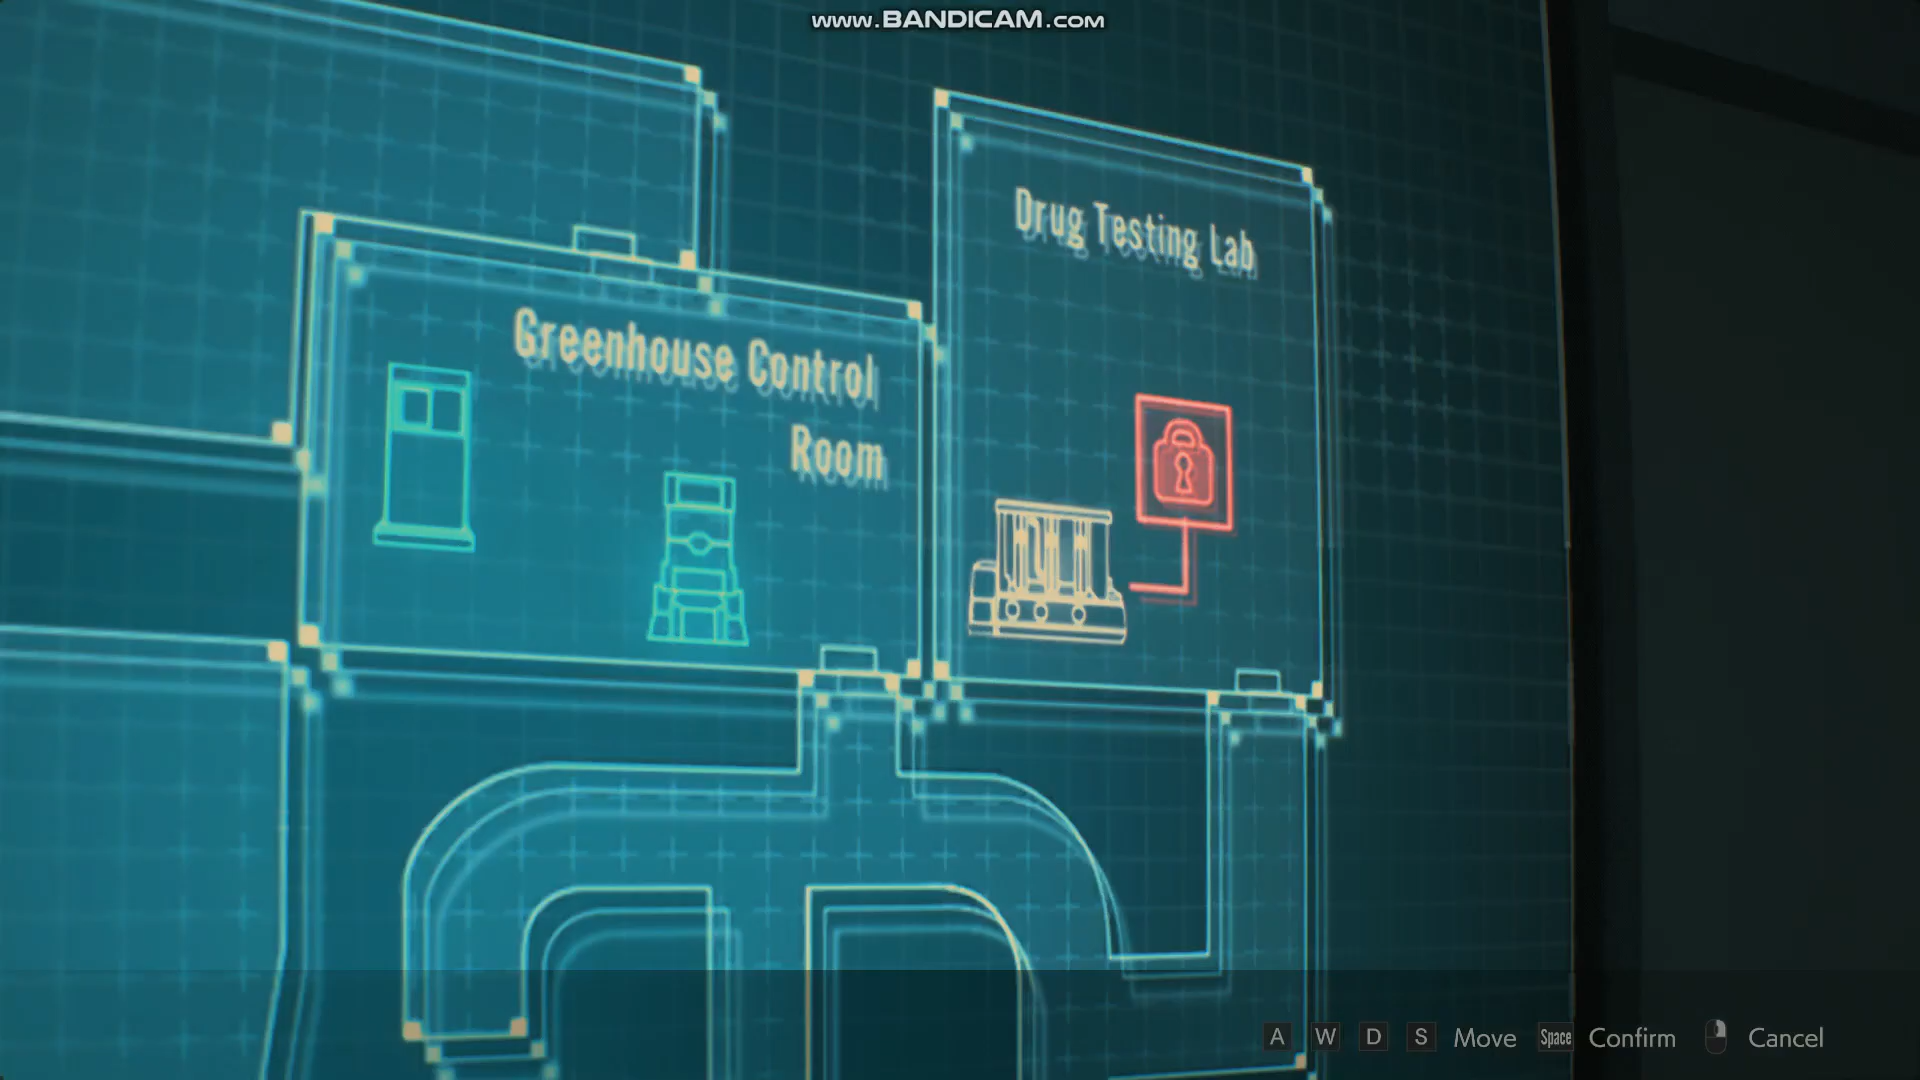 www.BANDICAM.com
Drug Testing Lab
Greenhouse Control
Room
A W D S Move Space Confirm Cancel